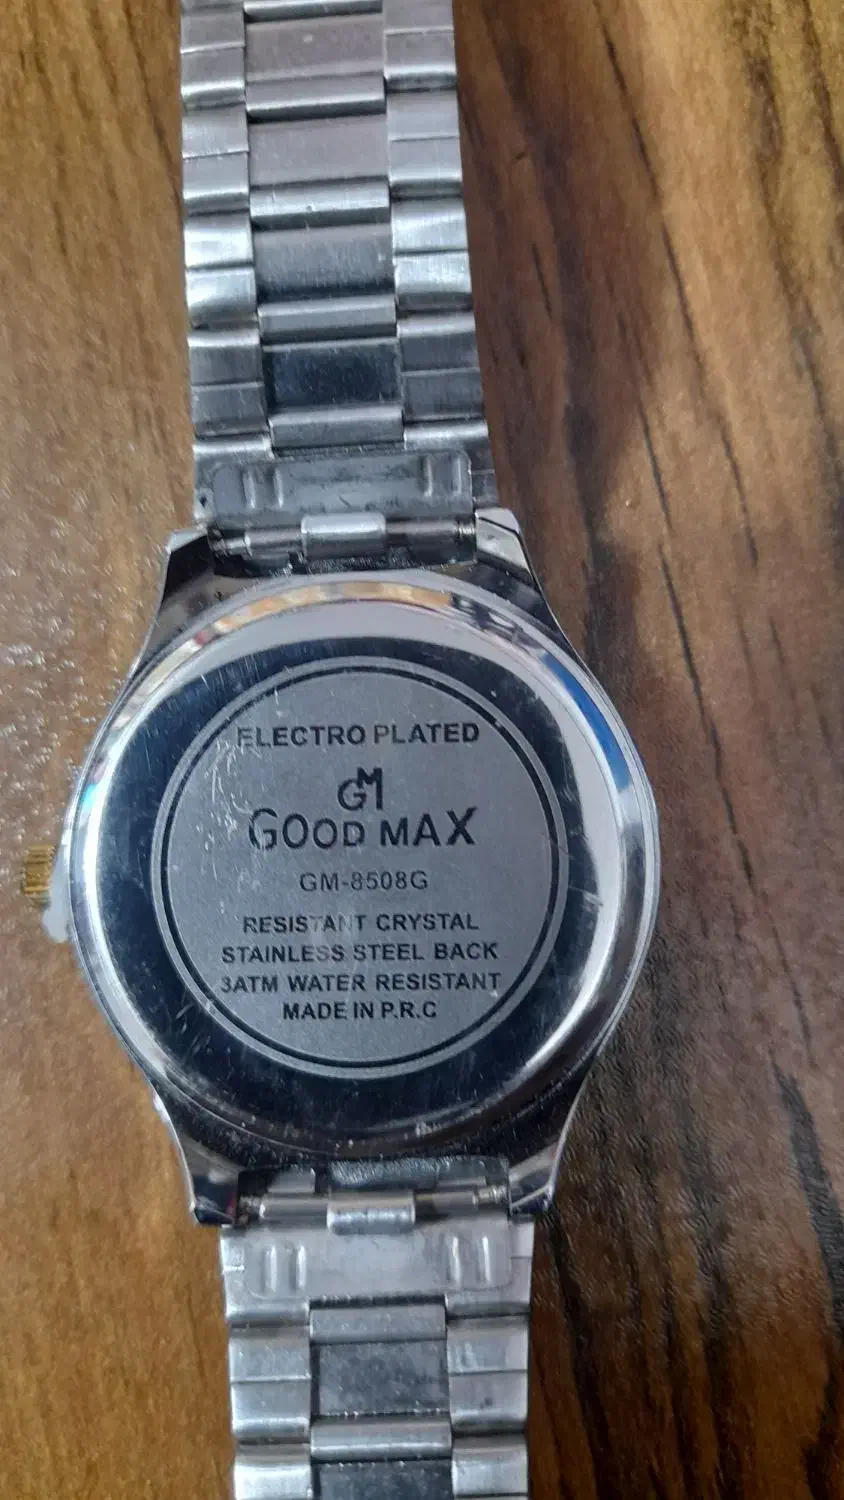 ELECTRO PLATED
GM
GOOD MAX
GM-8508G
RESISTANT CRYSTAL
STAINLESS STEEL BACK
3ATM WATER RESISTANT
MADE IN P.R.C